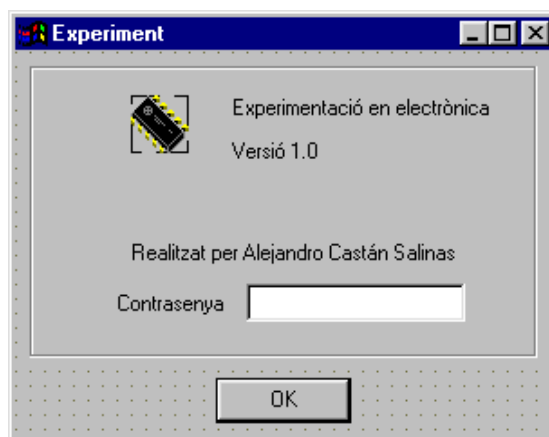 Experiment
Experimentació en electrònica
Versió 1.0
Realitzat per Alejandro Castán Salinas
Contrasenya
OK